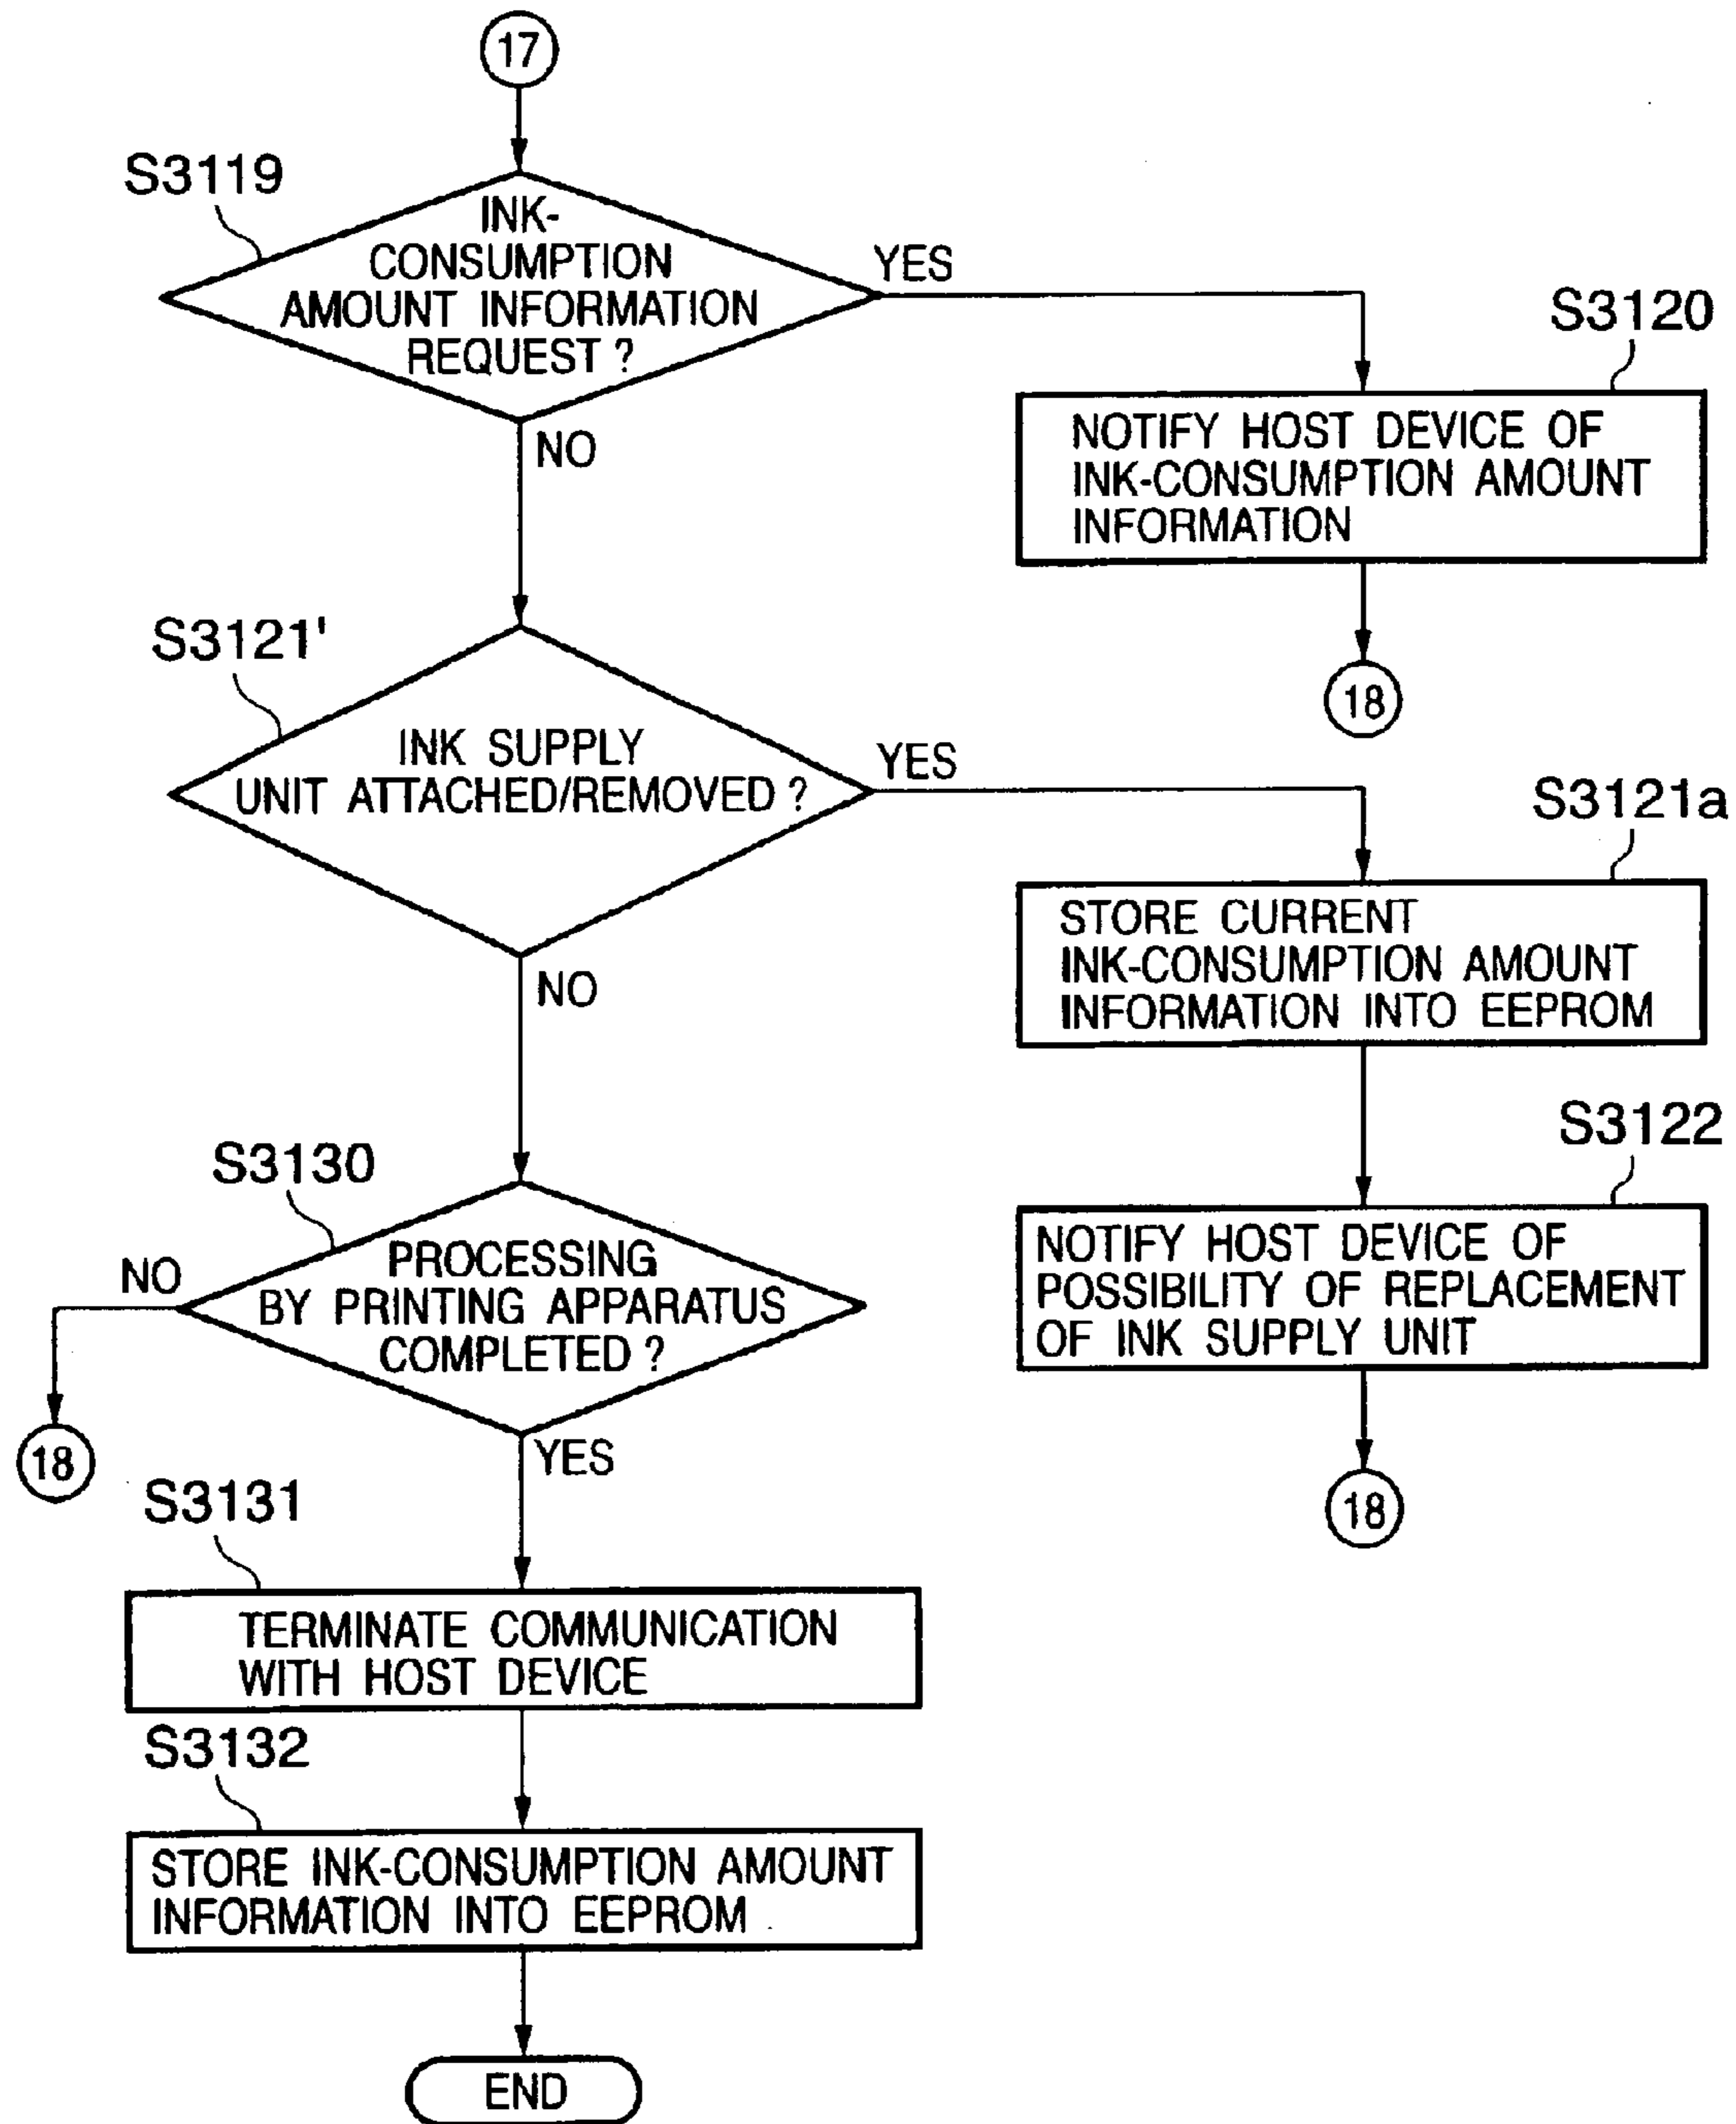 17
S3119
INK-
CONSUMPTION
AMOUNT INFORMATION
REQUEST ?
YES
NO
S3120
NOTIFY HOST DEVICE OF
INK-CONSUMPTION AMOUNT
INFORMATION
18
S3121'
INK SUPPLY
UNIT ATTACHED/REMOVED ?
YES
NO
S3121a
STORE CURRENT
INK-CONSUMPTION AMOUNT
INFORMATION INTO EEPROM
S3122
NOTIFY HOST DEVICE OF
POSSIBILITY OF REPLACEMENT
OF INK SUPPLY UNIT
18
S3130
PROCESSING
BY PRINTING APPARATUS
COMPLETED ?
NO
18
YES
S3131
TERMINATE COMMUNICATION
WITH HOST DEVICE
S3132
STORE INK-CONSUMPTION AMOUNT
INFORMATION INTO EEPROM
END